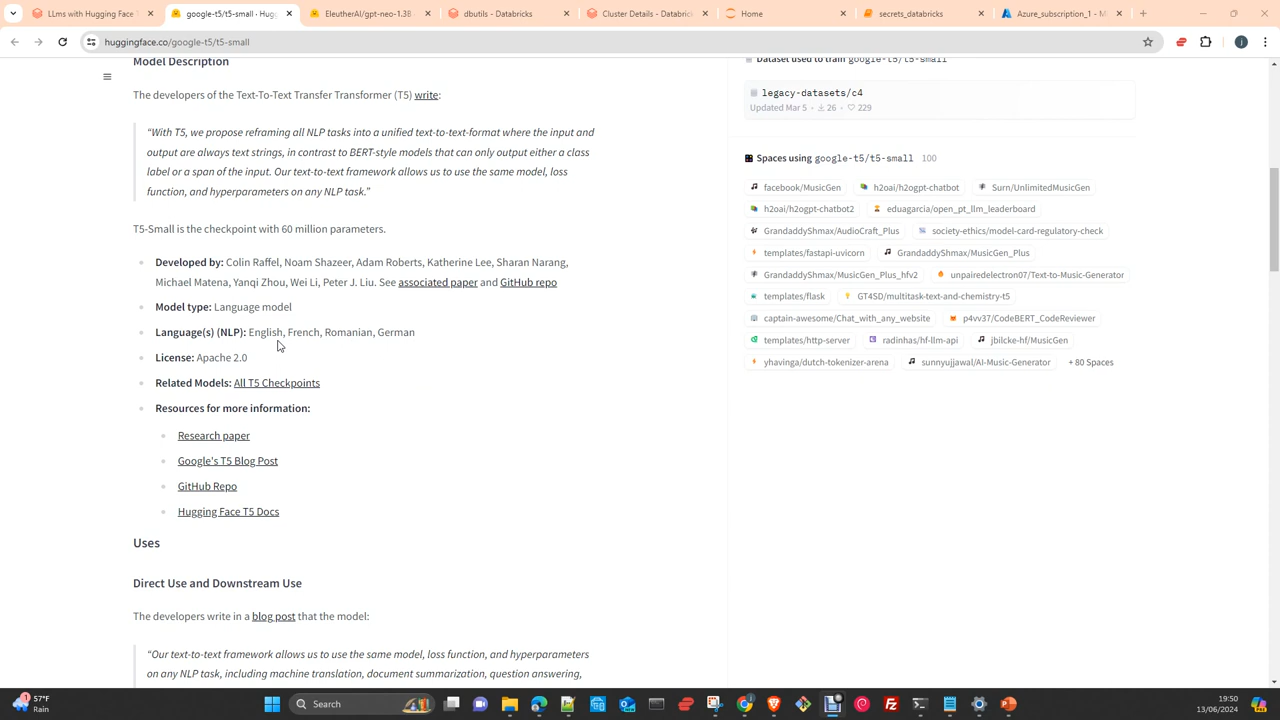 LLms with Hugging Face
google-t5/t5-small · Hugg
EleutherAI/gpt-neo-1.3B
dbutils - Databricks
Cluster Details - Databric
Home
secrets_databricks
Azure_subscription_1 - M
huggingface.co/google-t5/t5-small
Model Description
The developers of the Text-To-Text Transfer Transformer (T5) write:
“With T5, we propose reframing all NLP tasks into a unified text-to-text-format where the input and
output are always text strings, in contrast to BERT-style models that can only output either a class
label or a span of the input. Our text-to-text framework allows us to use the same model, loss
function, and hyperparameters on any NLP task.”
T5-Small is the checkpoint with 60 million parameters.
Developed by: Colin Raffel, Noam Shazeer, Adam Roberts, Katherine Lee, Sharan Narang,
Michael Matena, Yanqi Zhou, Wei Li, Peter J. Liu. See associated paper and GitHub repo
Model type: Language model
Language(s) (NLP): English, French, Romanian, German
License: Apache 2.0
Related Models: All T5 Checkpoints
Resources for more information:
Research paper
Google's T5 Blog Post
GitHub Repo
Hugging Face T5 Docs
Uses
Direct Use and Downstream Use
The developers write in a blog post that the model:
“Our text-to-text framework allows us to use the same model, loss function, and hyperparameters
on any NLP task, including machine translation, document summarization, question answering,
Dataset used to train google-t5/t5-small
legacy-datasets/c4
Updated Mar 5 • 26 • 229
Spaces using google-t5/t5-small 100
facebook/MusicGen h2oai/h2ogpt-chatbot Surn/UnlimitedMusicGen
h2oai/h2ogpt-chatbot2 eduagarcia/open_pt_llm_leaderboard
GrandaddyShmax/AudioCraft_Plus society-ethics/model-card-regulatory-check
templates/fastapi-uvicorn GrandaddyShmax/MusicGen_Plus
GrandaddyShmax/MusicGen_Plus_hfv2 unpairedelectron07/Text-to-Music-Generator
templates/flask GT4SD/multitask-text-and-chemistry-t5
captain-awesome/Chat_with_any_website p4vv37/CodeBERT_CodeReviewer
templates/http-server radinhas/hf-llm-api jbilcke-hf/MusicGen
yhavinga/dutch-tokenizer-arena sunnyujjawal/AI-Music-Generator + 80 Spaces
1
57°F
Rain
Search
19:50
13/06/2024